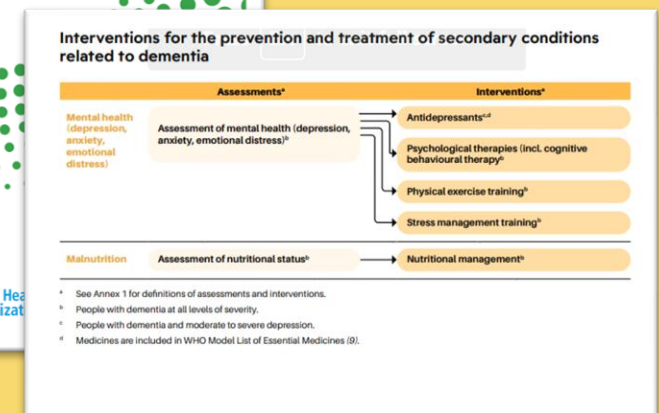 Interventions for the prevention and treatment of secondary conditions
related to dementia
Assessmentsᵃ
Interventionsᵃ
Mental health
(depression,
anxiety,
emotional
distress)
Assessment of mental health (depression,
anxiety, emotional distress)ᵇ
Antidepressantsᶜ,ᵈ
Psychological therapies (incl. cognitive
behavioural therapyᵇ
Physical exercise trainingᵇ
Stress management trainingᵇ
Malnutrition
Assessment of nutritional statusᵇ
Nutritional managementᵇ
ᵃ See Annex 1 for definitions of assessments and interventions.
ᵇ People with dementia at all levels of severity.
ᶜ People with dementia and moderate to severe depression.
ᵈ Medicines are included in WHO Model List of Essential Medicines (9).
Hea
izat